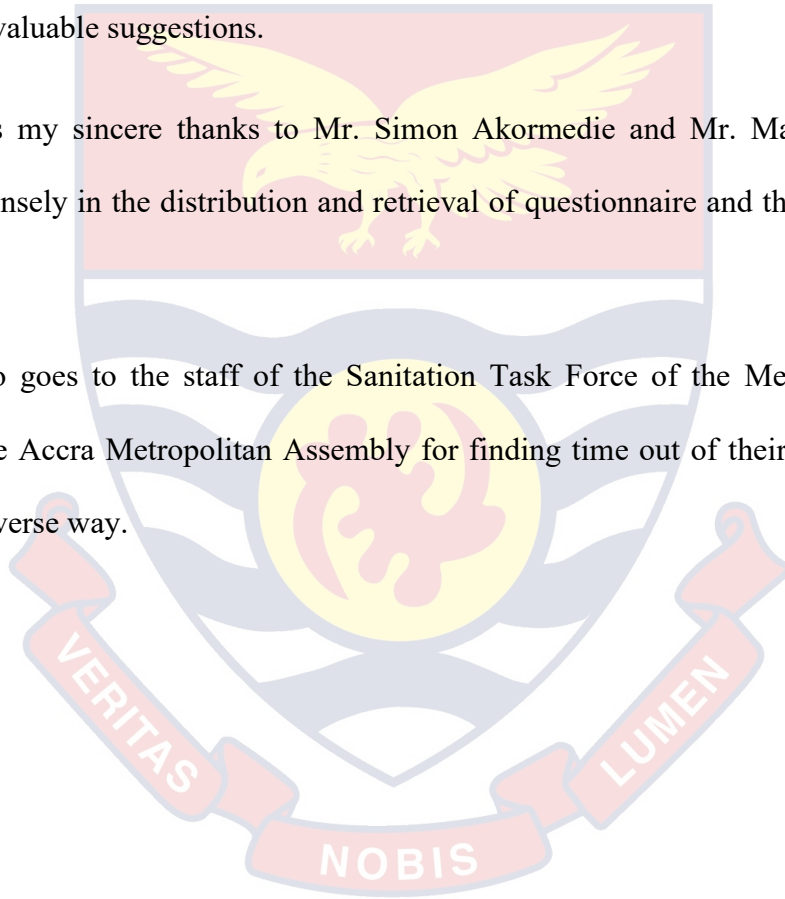 valuable suggestions.
s my sincere thanks to Mr. Simon Akormedie and Mr. Ma
nsely in the distribution and retrieval of questionnaire and th
o goes to the staff of the Sanitation Task Force of the Me
e Accra Metropolitan Assembly for finding time out of their
verse way.
VERITAS
NOBIS
LUMEN